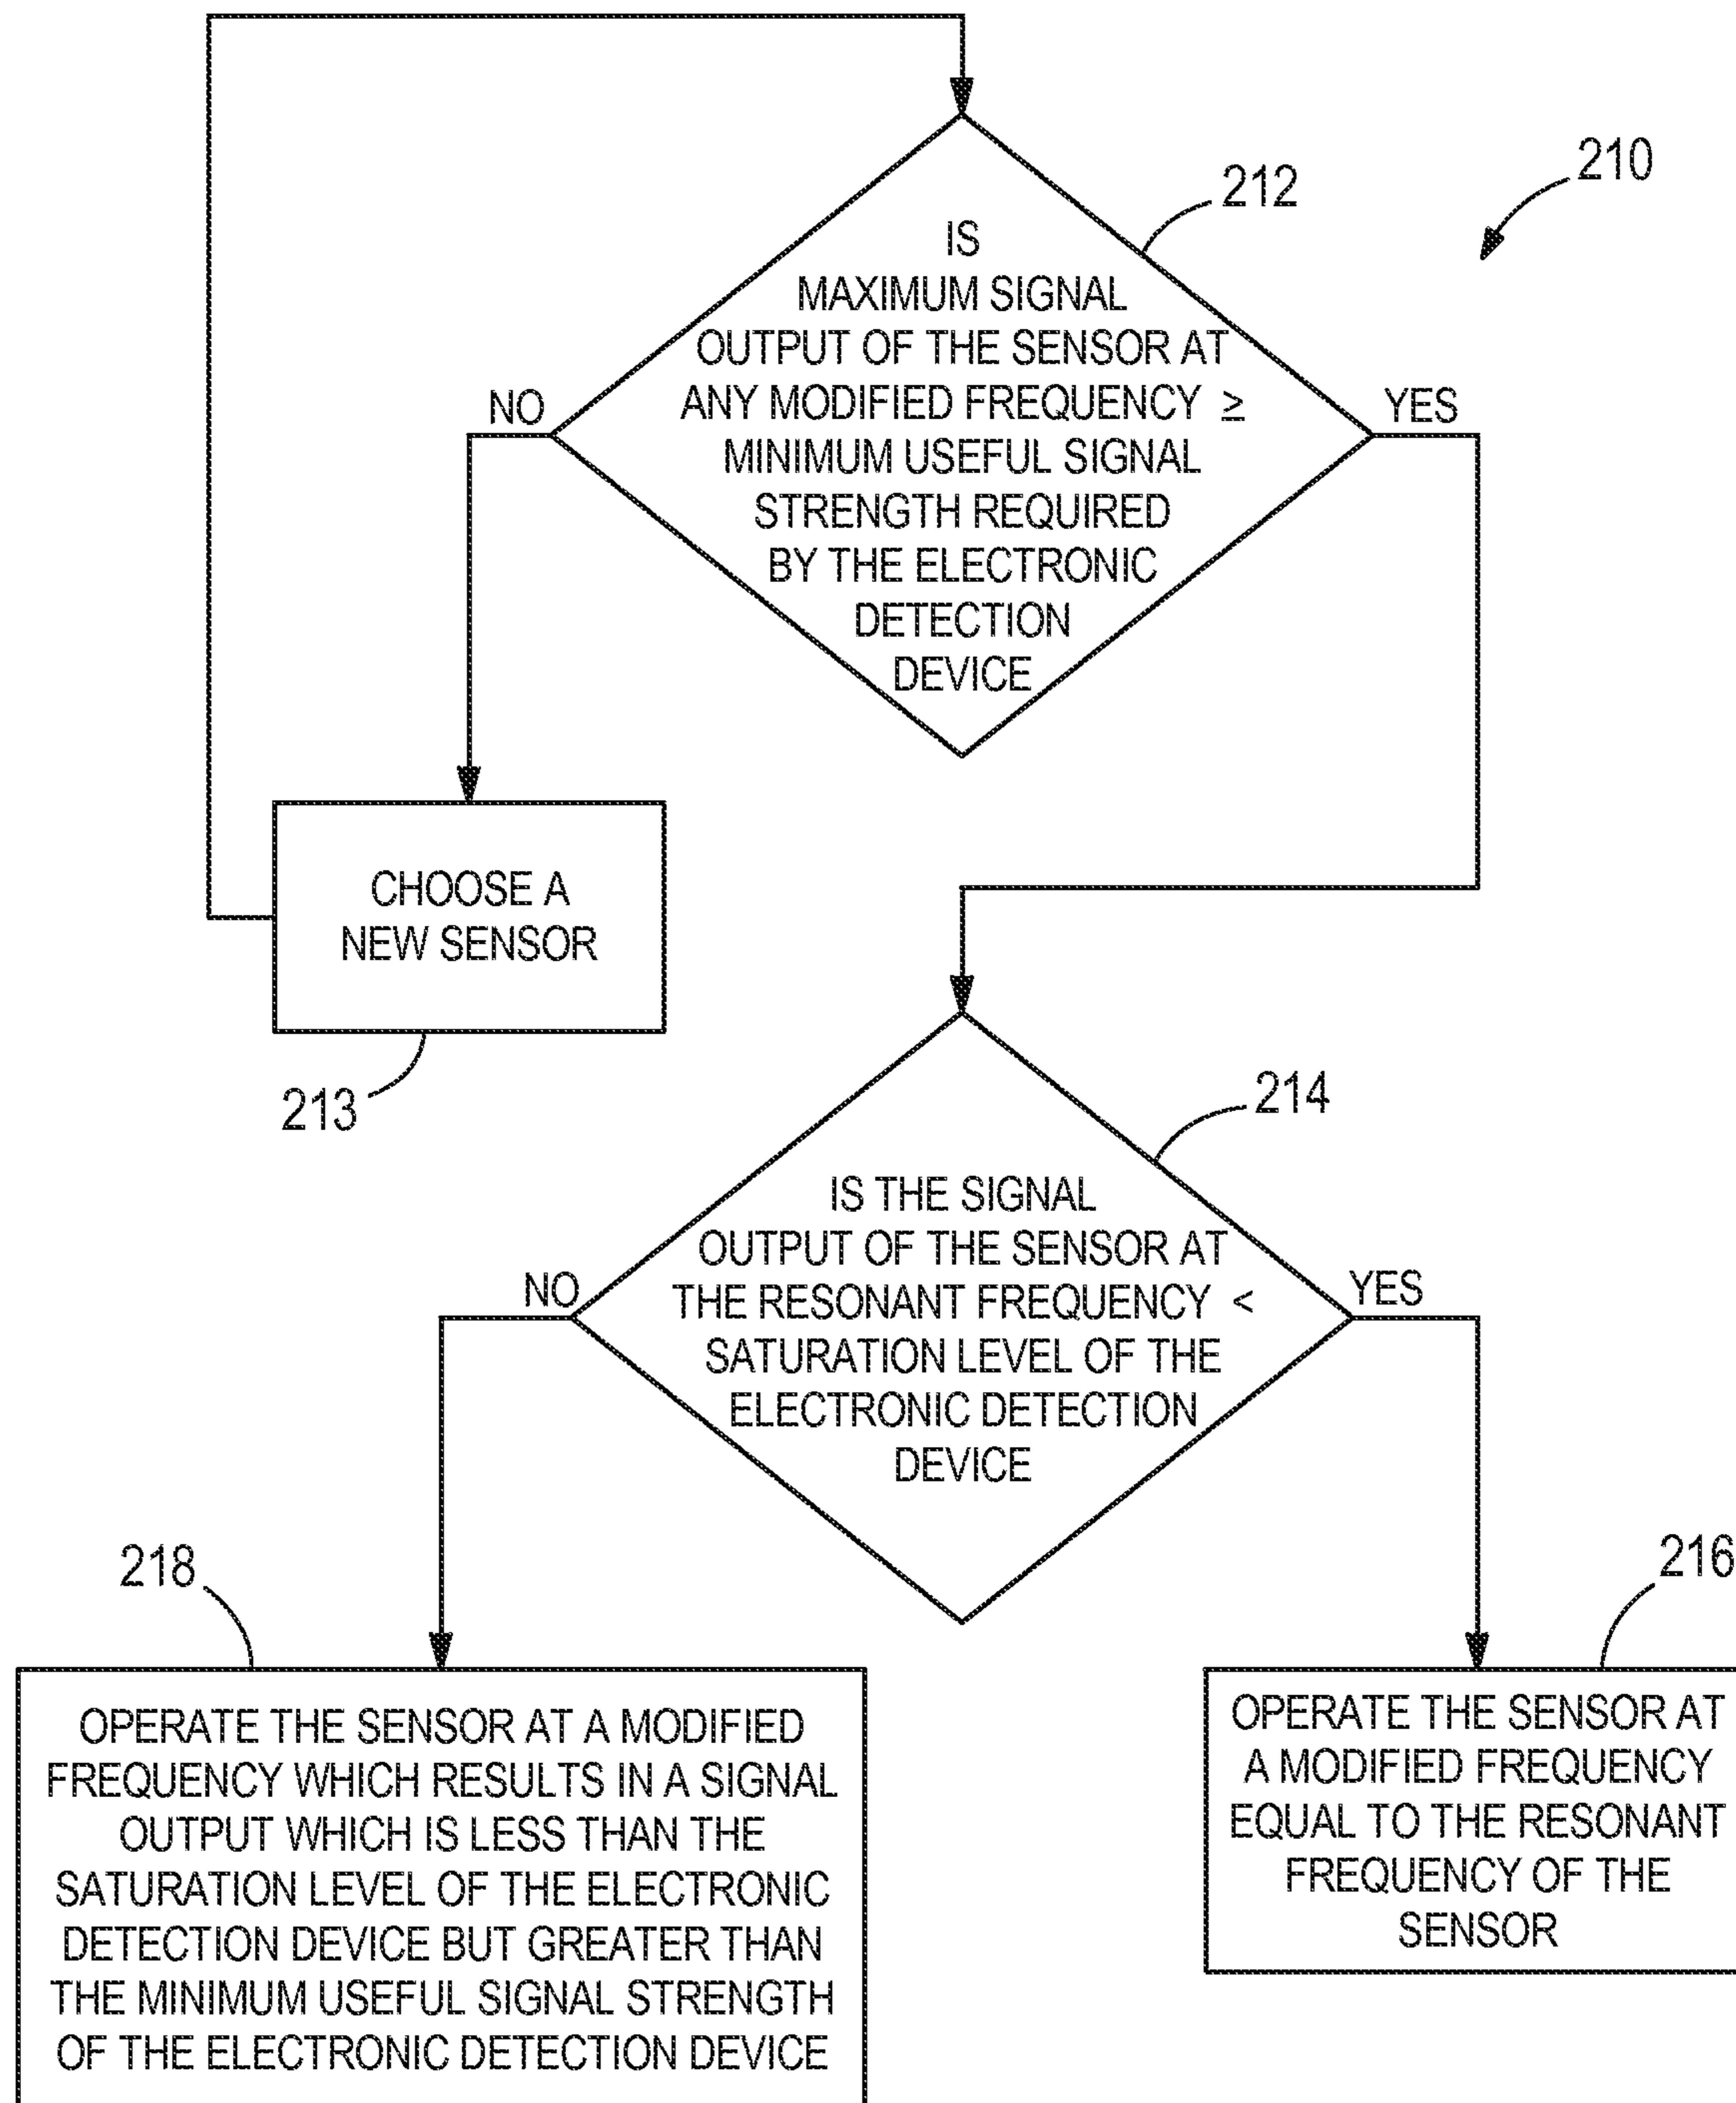 210
212
IS
MAXIMUM SIGNAL
OUTPUT OF THE SENSOR AT
ANY MODIFIED FREQUENCY ≥
MINIMUM USEFUL SIGNAL
STRENGTH REQUIRED
BY THE ELECTRONIC
DETECTION
DEVICE
NO
YES
CHOOSE A
NEW SENSOR
213
214
IS THE SIGNAL
OUTPUT OF THE SENSOR AT
THE RESONANT FREQUENCY <
SATURATION LEVEL OF THE
ELECTRONIC DETECTION
DEVICE
NO
YES
218
OPERATE THE SENSOR AT A MODIFIED
FREQUENCY WHICH RESULTS IN A SIGNAL
OUTPUT WHICH IS LESS THAN THE
SATURATION LEVEL OF THE ELECTRONIC
DETECTION DEVICE BUT GREATER THAN
THE MINIMUM USEFUL SIGNAL STRENGTH
OF THE ELECTRONIC DETECTION DEVICE
216
OPERATE THE SENSOR AT
A MODIFIED FREQUENCY
EQUAL TO THE RESONANT
FREQUENCY OF THE
SENSOR